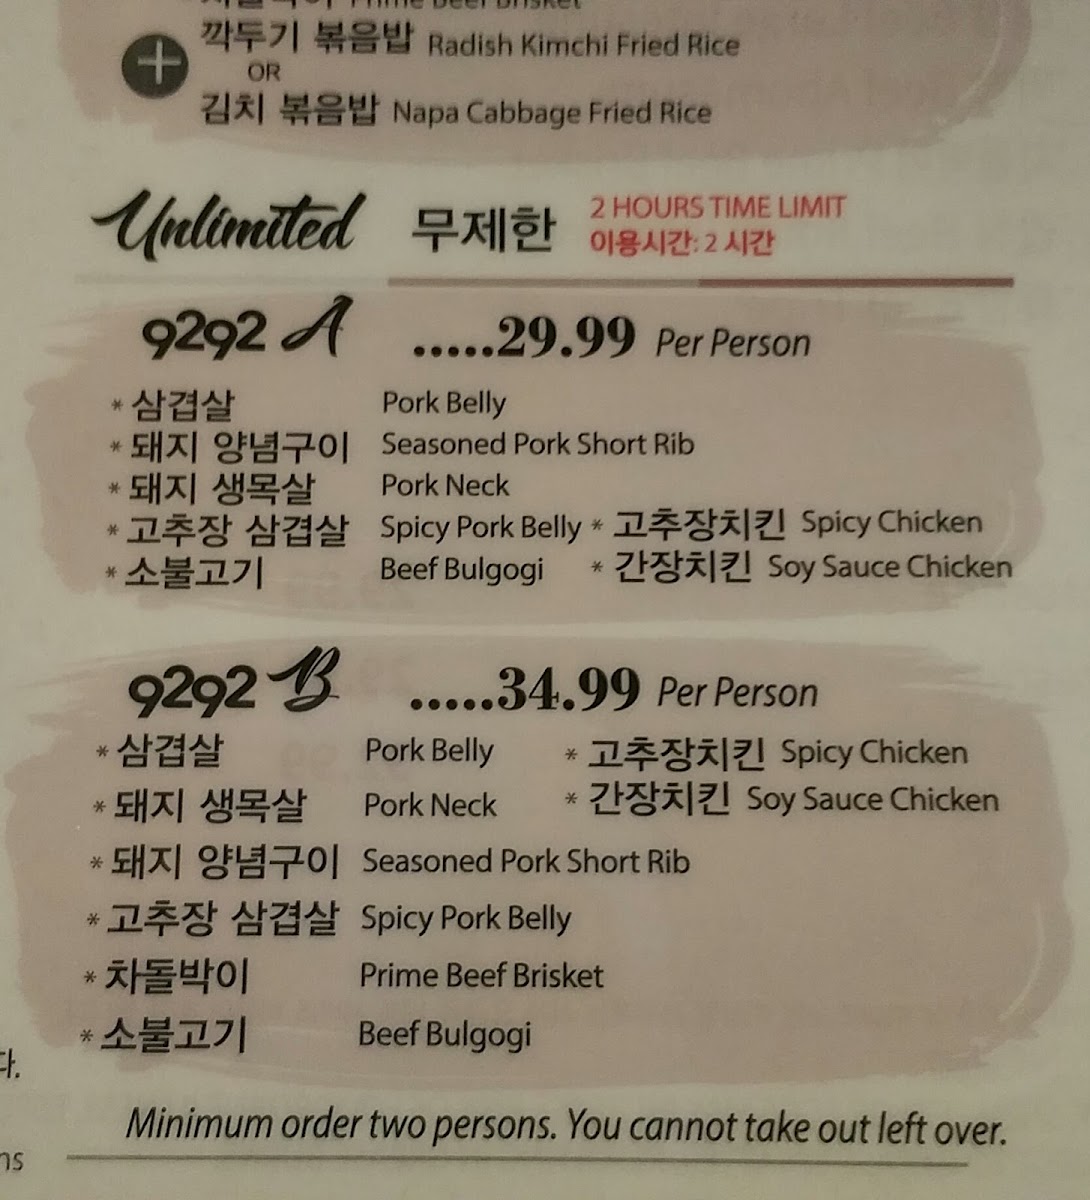 Prime Beef Brisket
깍두기 볶음밥 Radish Kimchi Fried Rice
OR
김치 볶음밥 Napa Cabbage Fried Rice
Unlimited 무제한 2 HOURS TIME LIMIT
이용시간: 2 시간
9292 A .....29.99 Per Person
* 삼겹살 Pork Belly
* 돼지 양념구이 Seasoned Pork Short Rib
* 돼지 생목살 Pork Neck
* 고추장 삼겹살 Spicy Pork Belly * 고추장치킨 Spicy Chicken
* 소불고기 Beef Bulgogi * 간장치킨 Soy Sauce Chicken
9292 B .....34.99 Per Person
* 삼겹살 Pork Belly * 고추장치킨 Spicy Chicken
* 돼지 생목살 Pork Neck * 간장치킨 Soy Sauce Chicken
* 돼지 양념구이 Seasoned Pork Short Rib
* 고추장 삼겹살 Spicy Pork Belly
* 차돌박이 Prime Beef Brisket
* 소불고기 Beef Bulgogi
다.
Minimum order two persons. You cannot take out left over.
ns